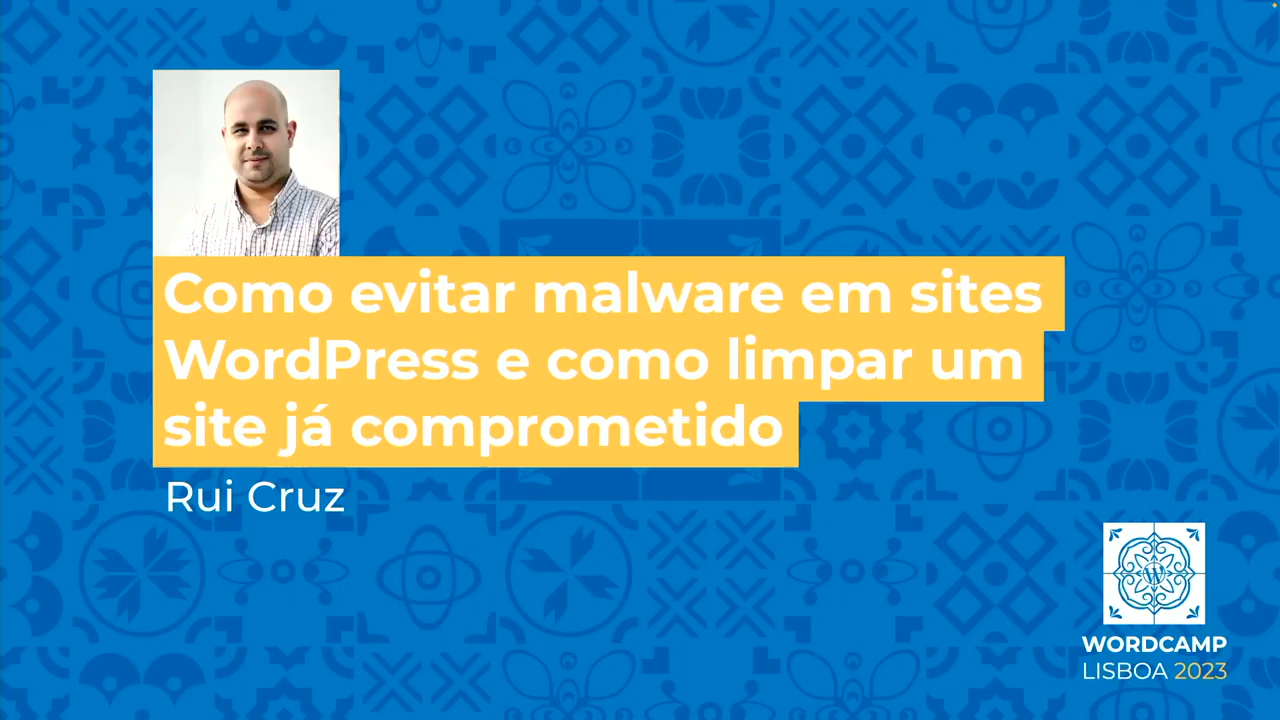 Como evitar malware em sites
WordPress e como limpar um
site já comprometido
Rui Cruz
W
WORDCAMP
LISBOA 2023